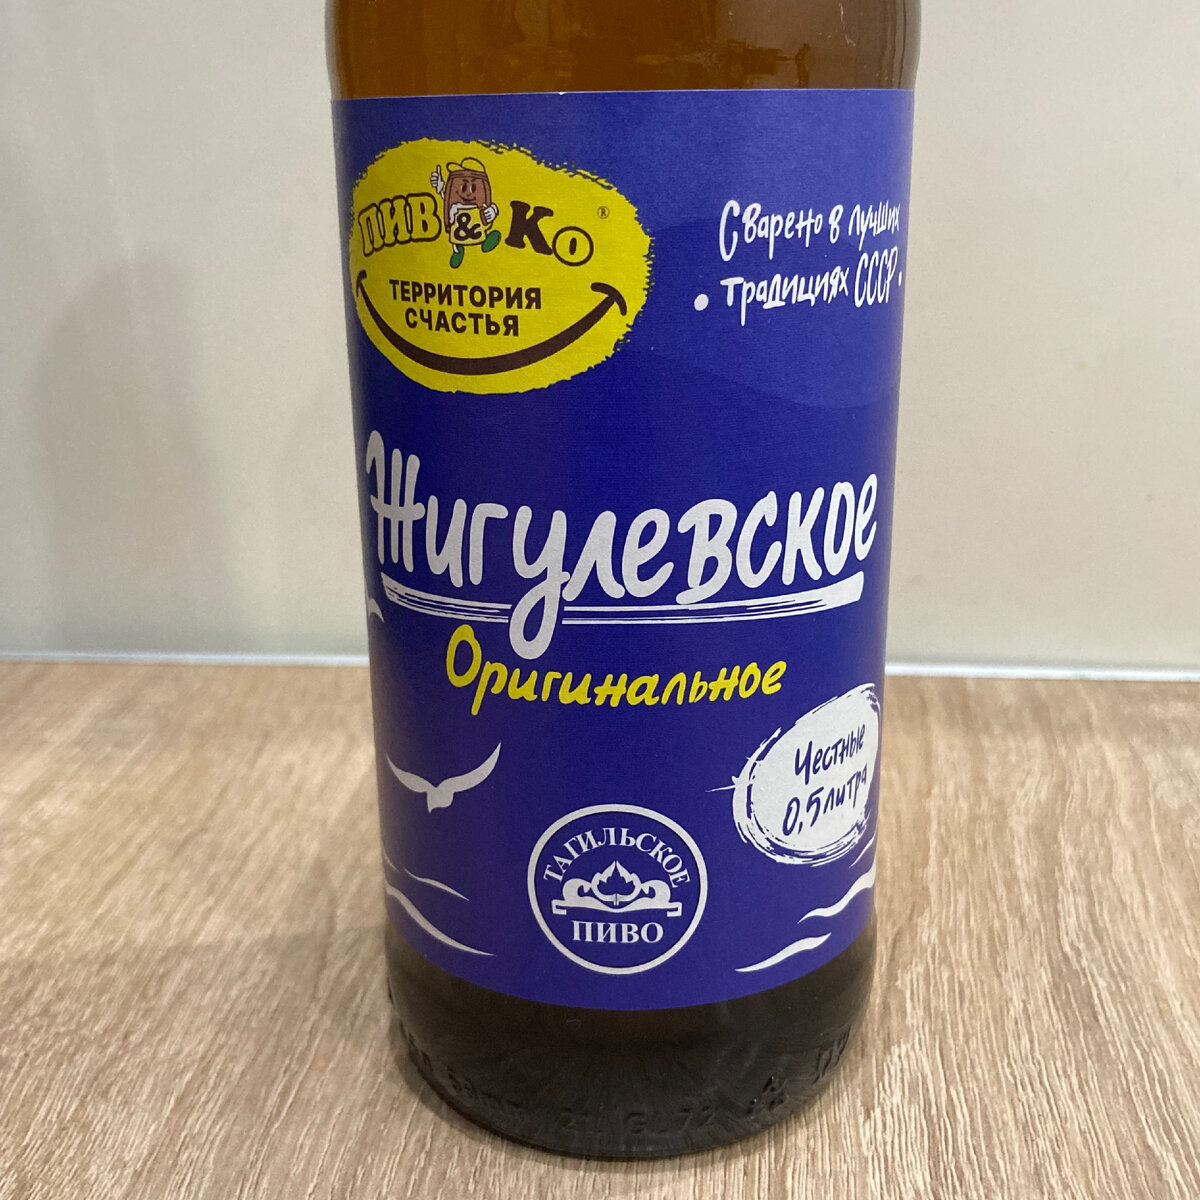 ПИВ & Ко ®
ТЕРРИТОРИЯ
СЧАСТЬЯ
Сварено в лучших
• традициях СССР •
Жигулевское
Оригинальное
Честные
0,5 литра
ТАГИЛЬСКОЕ
ПИВО